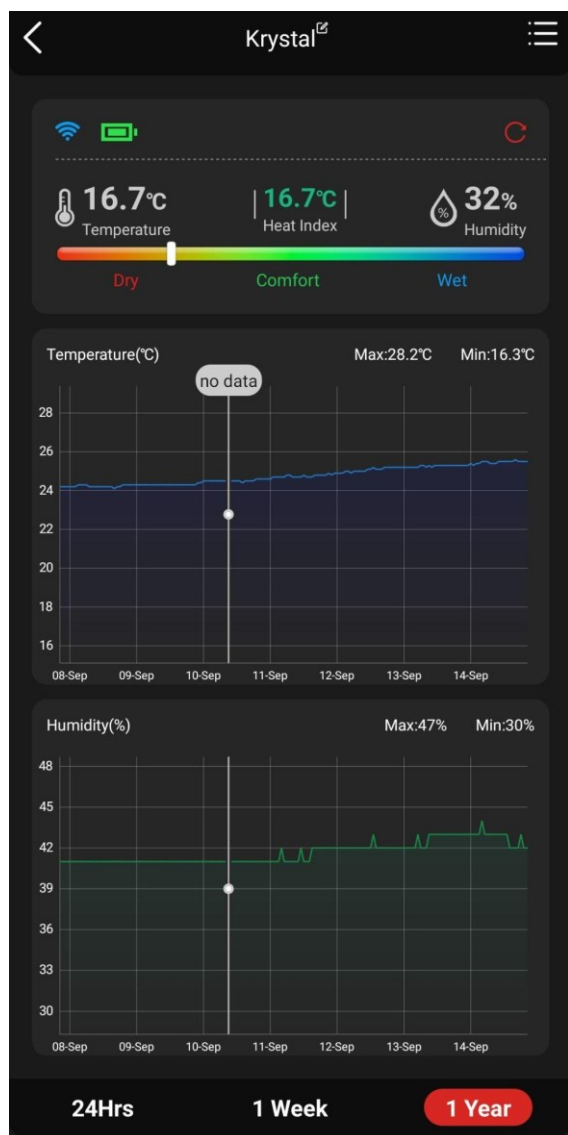 Krystal
16.7℃ |16.7℃| 32%
Temperature Heat Index % Humidity
Dry Comfort Wet
Temperature(℃) Max:28.2℃ Min:16.3℃
no data
28
26
24
22
20
18
16
08-Sep 09-Sep 10-Sep 11-Sep 12-Sep 13-Sep 14-Sep
Humidity(%) Max:47% Min:30%
48
45
42
39
36
33
30
08-Sep 09-Sep 10-Sep 11-Sep 12-Sep 13-Sep 14-Sep
24Hrs 1 Week 1 Year